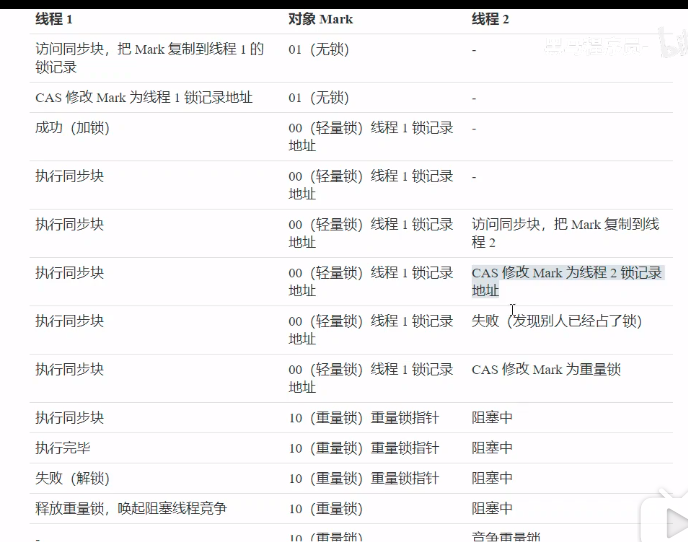 线程 1 对象 Mark 线程 2
访问同步块，把 Mark 复制到线程 1 的 01（无锁） -
锁记录
CAS 修改 Mark 为线程 1 锁记录地址 01（无锁） -
成功（加锁） 00（轻量锁）线程 1 锁记录 -
地址
执行同步块 00（轻量锁）线程 1 锁记录 -
地址
执行同步块 00（轻量锁）线程 1 锁记录 访问同步块，把 Mark 复制到线
地址 程 2
执行同步块 00（轻量锁）线程 1 锁记录 CAS 修改 Mark 为线程 2 锁记录
地址 地址
执行同步块 00（轻量锁）线程 1 锁记录 失败（发现别人已经占了锁）
地址
执行同步块 00（轻量锁）线程 1 锁记录 CAS 修改 Mark 为重量锁
地址
执行同步块 10（重量锁）重量锁指针 阻塞中
执行完毕 10（重量锁）重量锁指针 阻塞中
失败（解锁） 10（重量锁）重量锁指针 阻塞中
释放重量锁，唤起阻塞线程竞争 10（重量锁） 阻塞中
- 10（重量锁） 竞争重量锁